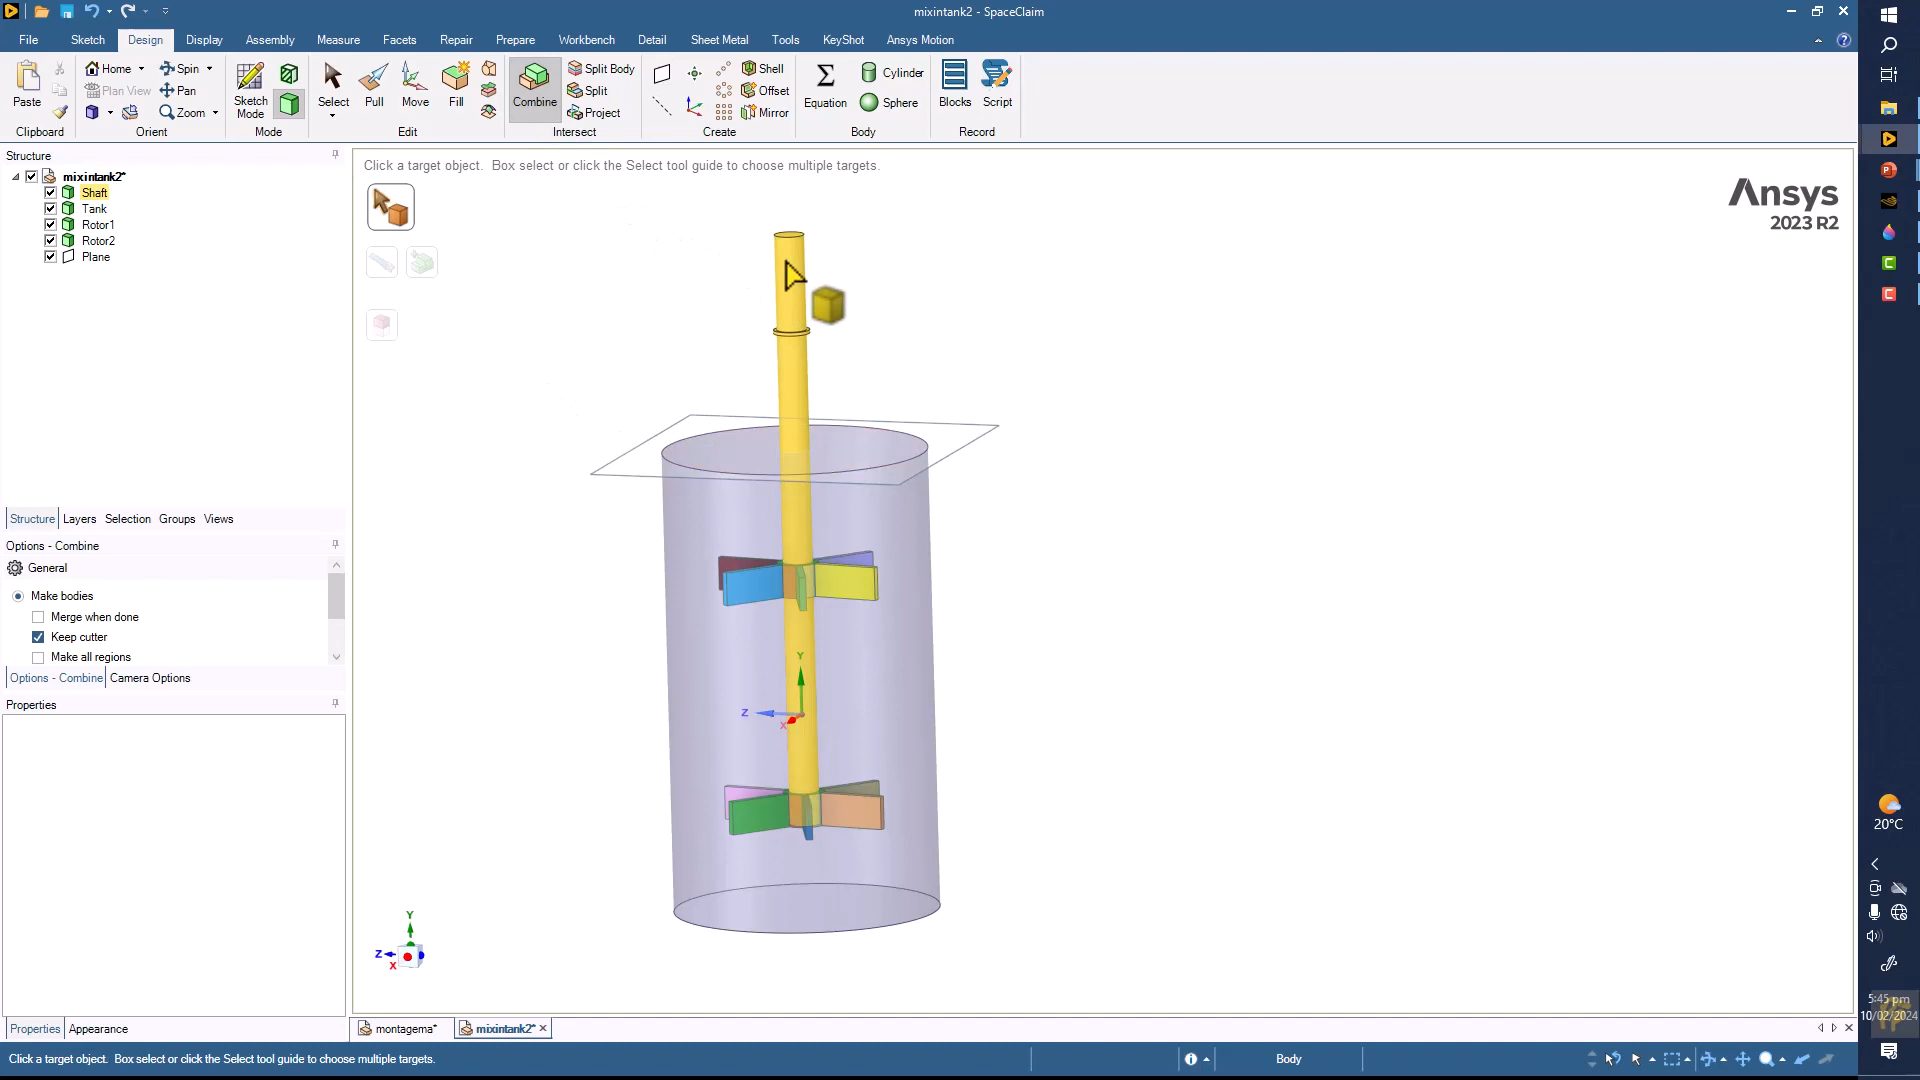 mixintank2 - SpaceClaim
File Sketch Design Display Assembly Measure Facets Repair Prepare Workbench Detail Sheet Metal Tools KeyShot Ansys Motion
Paste
Clipboard
Home
Plan View
Spin
Pan
Zoom
Orient
Sketch
Mode
Mode
Select
Pull
Move
Fill
Edit
Combine
Split Body
Split
Project
Intersect
Shell
Offset
Mirror
Create
Equation
Cylinder
Sphere
Body
Blocks
Script
Record
Structure
mixintank2*
Shaft
Tank
Rotor1
Rotor2
Plane
Structure Layers Selection Groups Views
Options - Combine
General
Make bodies
Merge when done
Keep cutter
Make all regions
Options - Combine Camera Options
Properties
Properties Appearance
Click a target object. Box select or click the Select tool guide to choose multiple targets.
Ansys
2023 R2
Y
Z
X
Y
Z
X
montagema*
mixintank2*
Click a target object. Box select or click the Select tool guide to choose multiple targets.
Body
20°C
5:45 pm
10/02/2024